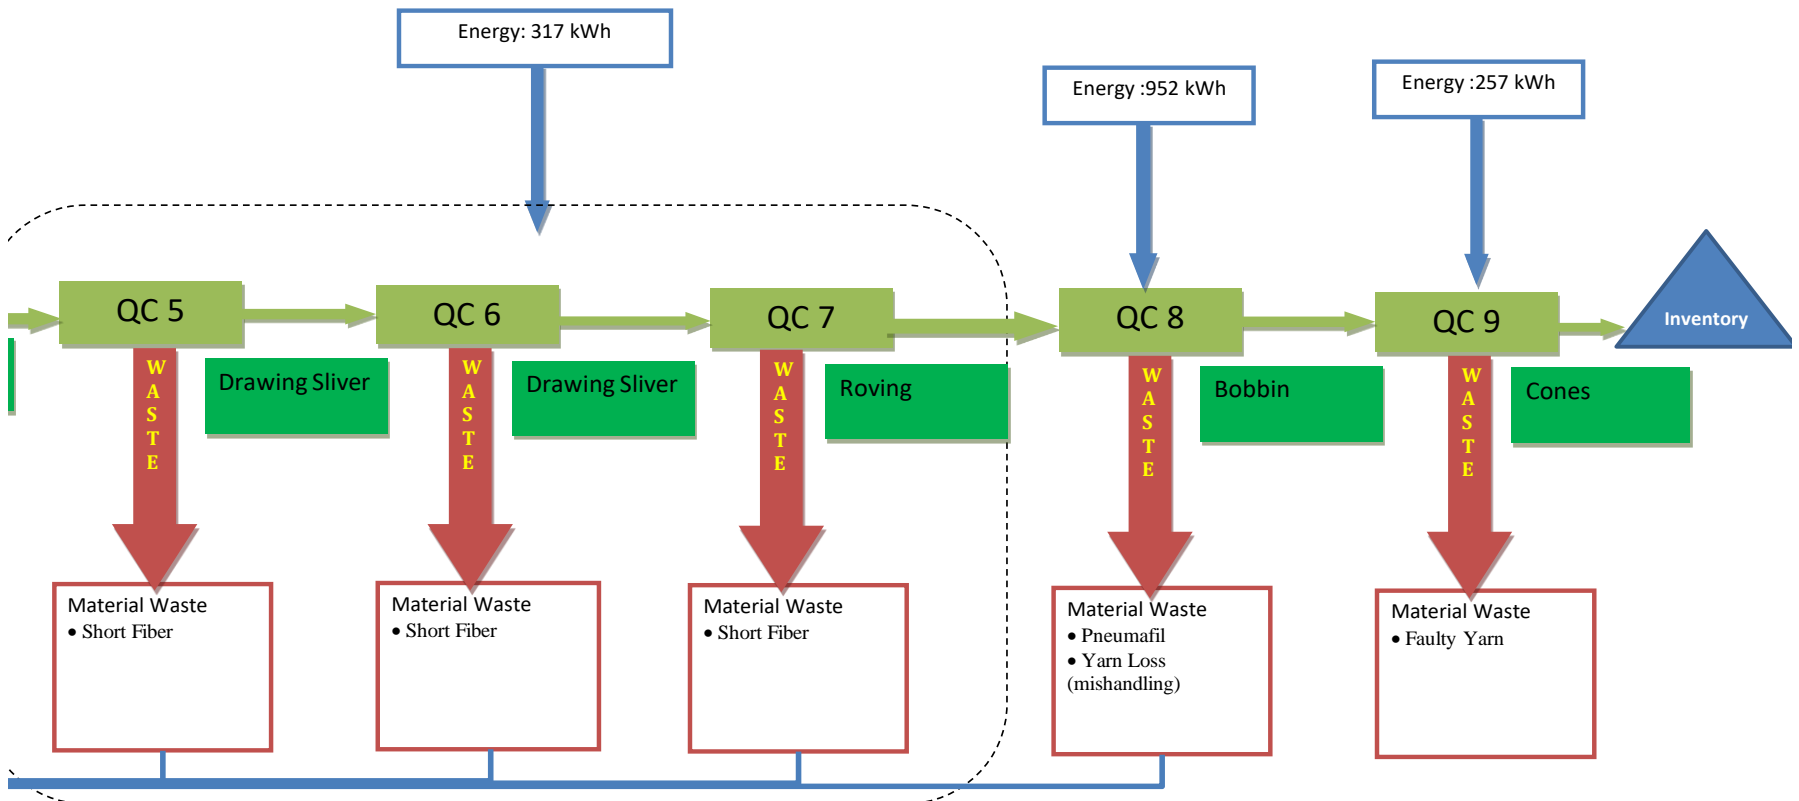 Energy: 317 kWh
Energy :952 kWh
Energy :257 kWh
QC 5
QC 6
QC 7
QC 8
QC 9
Inventory
WASTE
Drawing Sliver
WASTE
Drawing Sliver
WASTE
Roving
WASTE
Bobbin
WASTE
Cones
Material Waste
• Short Fiber
Material Waste
• Short Fiber
Material Waste
• Short Fiber
Material Waste
• Pneumafil
• Yarn Loss
(mishandling)
Material Waste
• Faulty Yarn